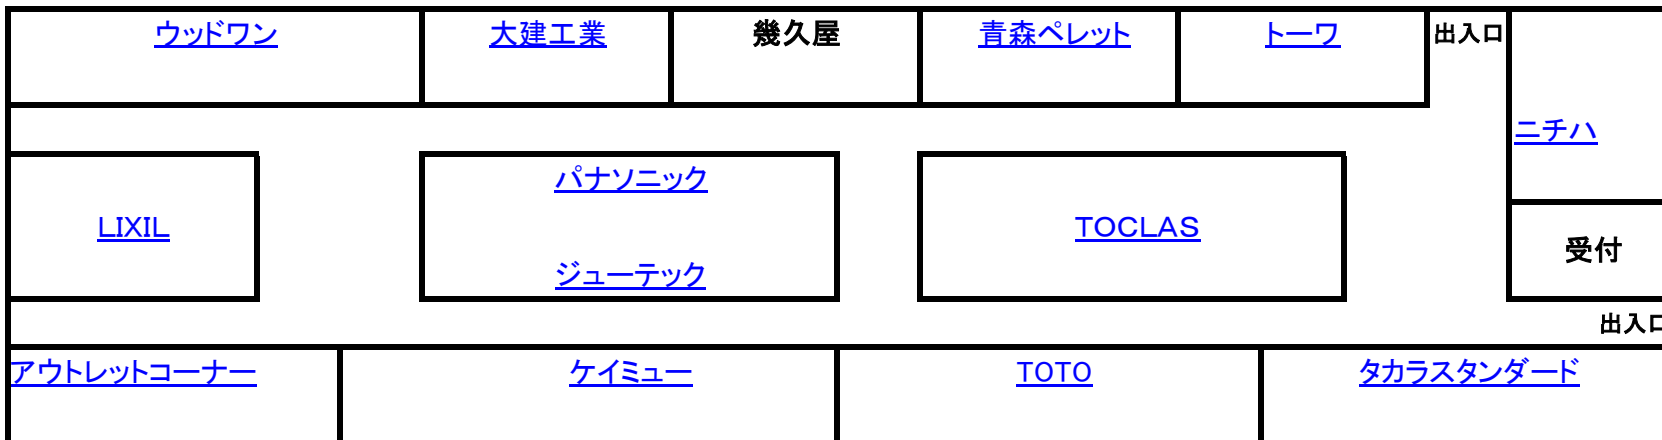 ウッドワン
大建工業
幾久屋
青森ペレット
トーワ
出入口
ニチハ
パナソニック
LIXIL
TOCLAS
受付
ジューテック
出入口
アウトレットコーナー
ケイミュー
TOTO
タカラスタンダード